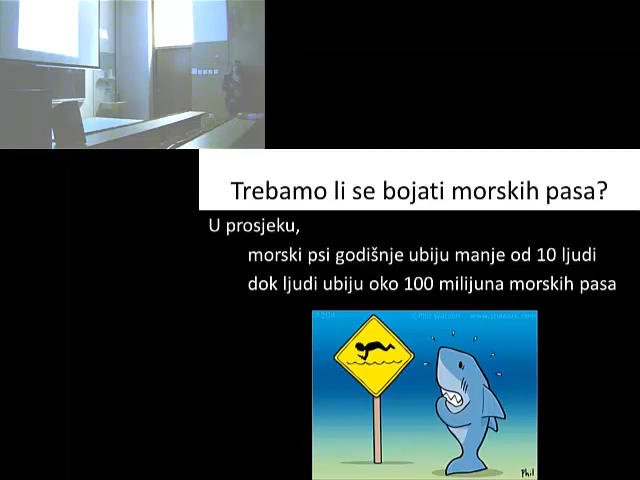 Trebamo li se bojati morskih pasa?
U prosjeku,
morski psi godišnje ubiju manje od 10 ljudi
dok ljudi ubiju oko 100 milijuna morskih pasa
Phil